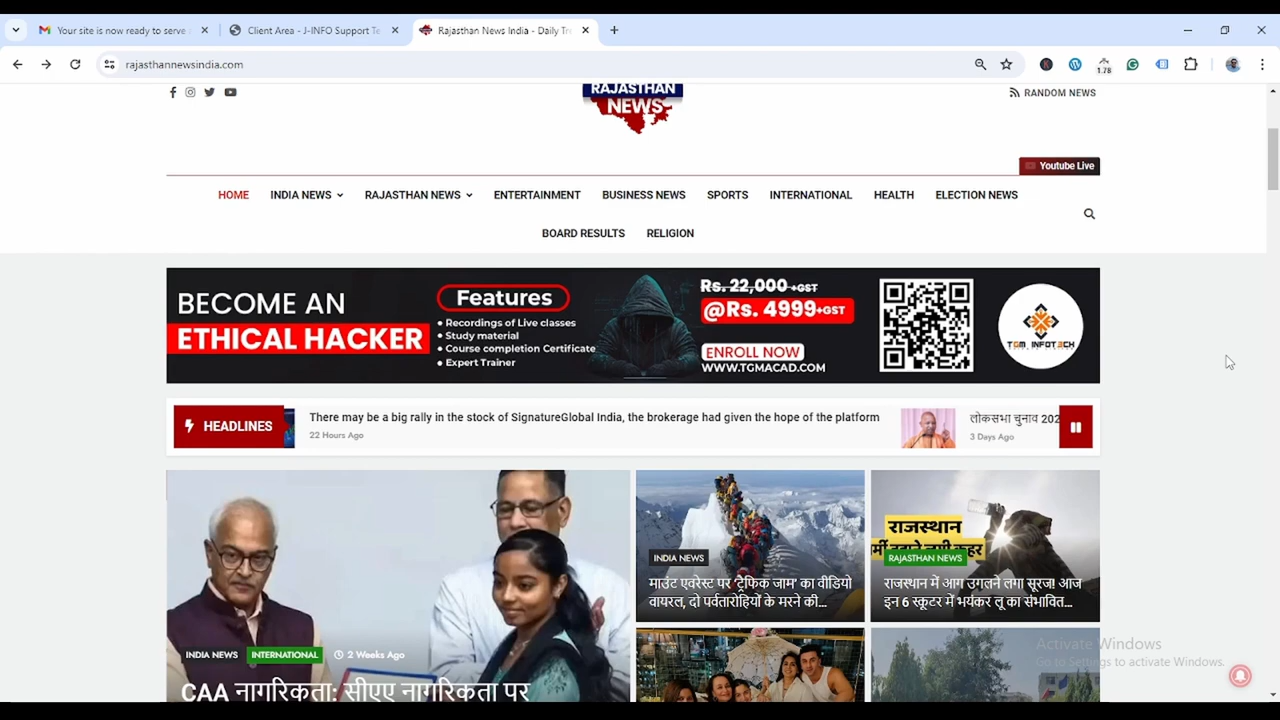 Your site is now ready to serve
Client Area - J-INFO Support Te
Rajasthan News India - Daily Tr
rajasthannewsindia.com
1.78
RAJASTHAN
NEWS
RANDOM NEWS
Youtube Live
HOME
INDIA NEWS
RAJASTHAN NEWS
ENTERTAINMENT
BUSINESS NEWS
SPORTS
INTERNATIONAL
HEALTH
ELECTION NEWS
BOARD RESULTS
RELIGION
BECOME AN
ETHICAL HACKER
Features
• Recordings of Live classes
• Study material
• Course completion Certificate
• Expert Trainer
Rs. 22,000 +GST
@Rs. 4999+GST
ENROLL NOW
WWW.TGMACAD.COM
TGM INFOTECH
HEADLINES
There may be a big rally in the stock of SignatureGlobal India, the brokerage had given the hope of the platform
22 Hours Ago
लोकसभा चुनाव 202
3 Days Ago
INDIA NEWS
INTERNATIONAL
2 Weeks Ago
CAA नागरिकता: सीएए नागरिकता पर
INDIA NEWS
माउंट एवरेस्ट पर 'ट्रैफिक जाम' का वीडियो
वायरल, दो पर्वतारोहियों के मरने की...
राजस्थान
RAJASTHAN NEWS
राजस्थान में आग उगलने लगा सूरज! आज
इन 6 स्कूटर में भयंकर लू का संभावित...
Activate Windows
Go to Settings to activate Windows.